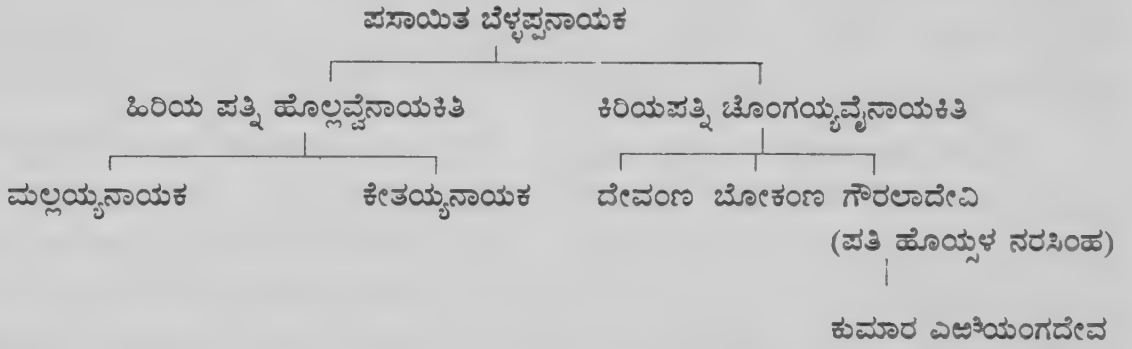 ಪಸಾಯಿತ ಬೆಳ್ಳಪ್ಪನಾಯಕ
ಹಿರಿಯ ಪತ್ನಿ ಹೊಲ್ಲವ್ವೆನಾಯಕಿತಿ ಕಿರಿಯಪತ್ನಿ ಚೊಂಗಯ್ಯವೈನಾಯಕಿತಿ
ಮಲ್ಲಯ್ಯನಾಯಕ ಕೇತಯ್ಯನಾಯಕ ದೇವಂಣ ಬೋಕಂಣ ಗೌರಲಾದೇವಿ
(ಪತಿ ಹೊಯ್ಸಳ ನರಸಿಂಹ)
ಕುಮಾರ ಎಱಿಯಂಗದೇವ